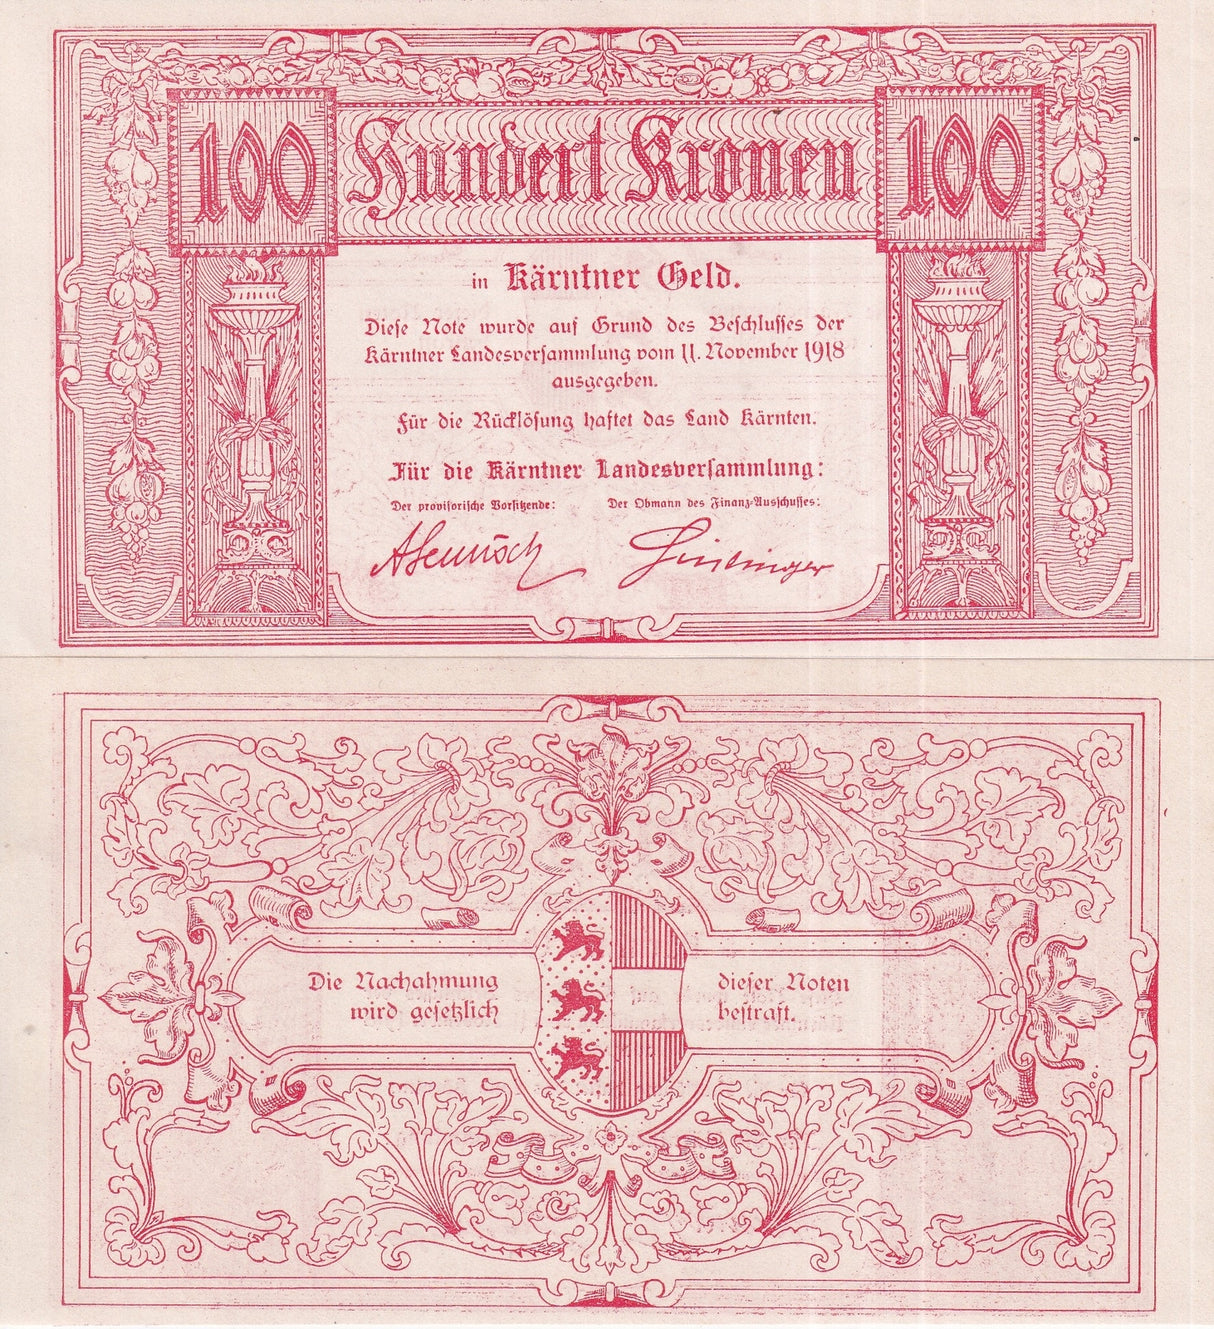 100 Hundert Kronen 100
in Kärntner Geld.
Diese Note wurde auf Grund des Beschlusses der
Kärntner Landesversammlung vom 11. November 1918
ausgegeben.
Für die Rücklösung haftet das Land Kärnten.
Für die Kärntner Landesversammlung:
Der provisorische Vorsitzende: Der Obmann des Finanz-Ausschusses:
Die Nachahmung dieser Noten
wird gesetzlich bestraft.